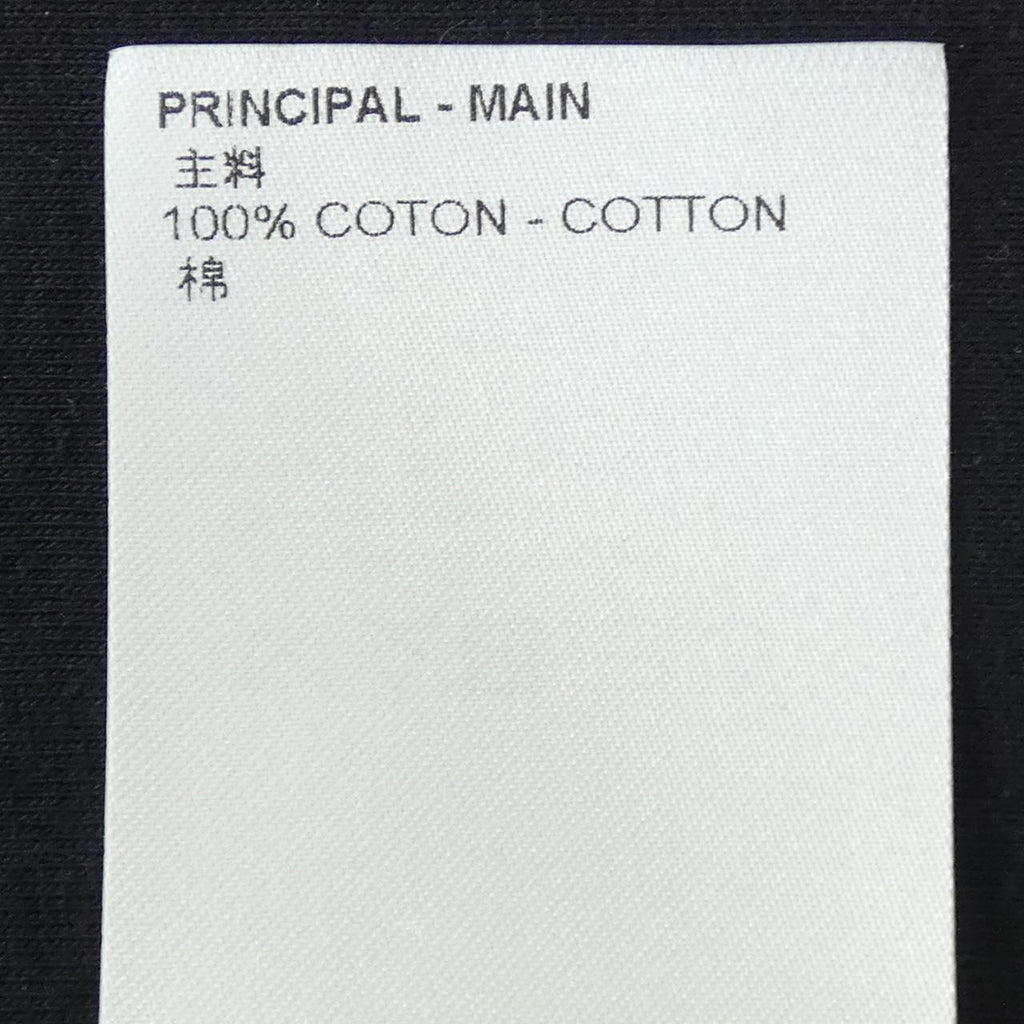 PRINCIPAL - MAIN
主料
100% COTON - COTTON
棉